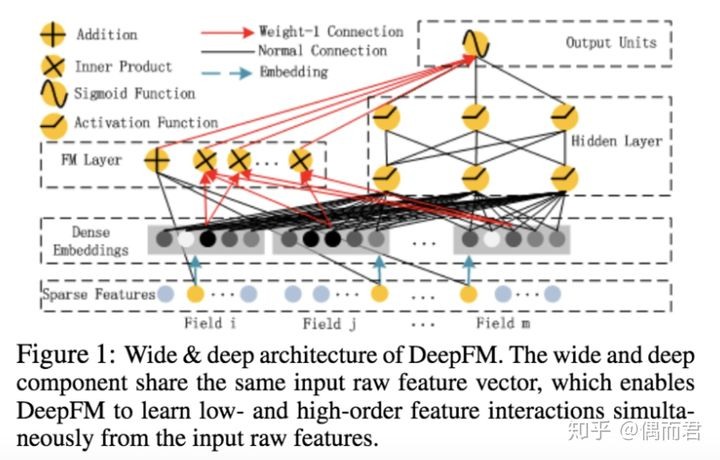 Addition
Inner Product
Sigmoid Function
Activation Function
Weight-1 Connection
Normal Connection
Embedding
Output Units
Hidden Layer
FM Layer
...
Dense
Embeddings
...
Sparse Features
... ... ... ... ...
Field i Field j ... Field m
Figure 1: Wide & deep architecture of DeepFM. The wide and deep
component share the same input raw feature vector, which enables
DeepFM to learn low- and high-order feature interactions simulta-
neously from the input raw features.
知乎 @偶而君